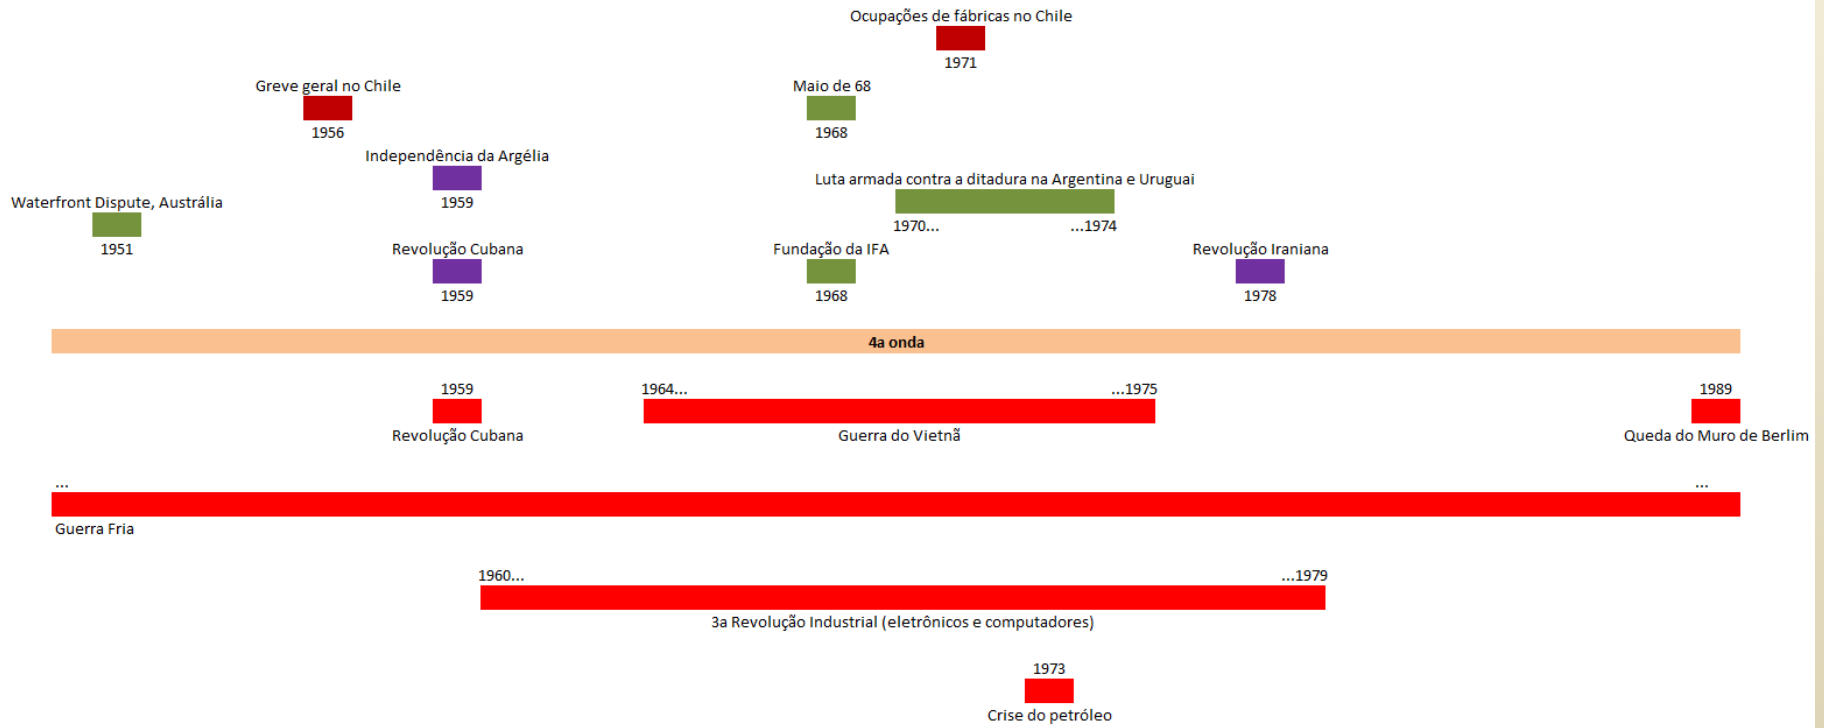 Ocupações de fábricas no Chile
1971
Greve geral no Chile
1956
Maio de 68
1968
Independência da Argélia
1959
Luta armada contra a ditadura na Argentina e Uruguai
1970... ...1974
Waterfront Dispute, Austrália
1951
Revolução Cubana
1959
Fundação da IFA
1968
Revolução Iraniana
1978
4a onda
1959
Revolução Cubana
1964... ...1975
Guerra do Vietnã
1989
Queda do Muro de Berlim
... ...
Guerra Fria
1960... ...1979
3a Revolução Industrial (eletrônicos e computadores)
1973
Crise do petróleo